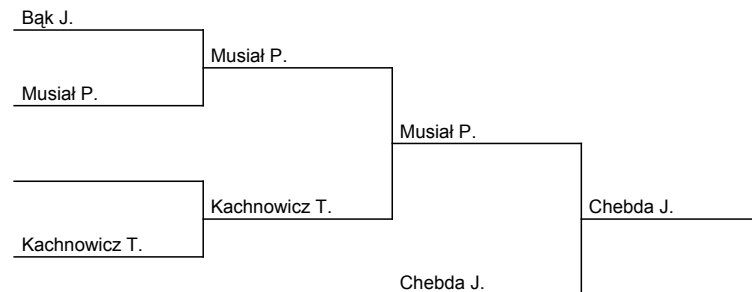 Bąk J.
Musiał P.
Musiał P.
Musiał P.
Kachnowicz T.
Chebda J.
Kachnowicz T.
Chebda J.